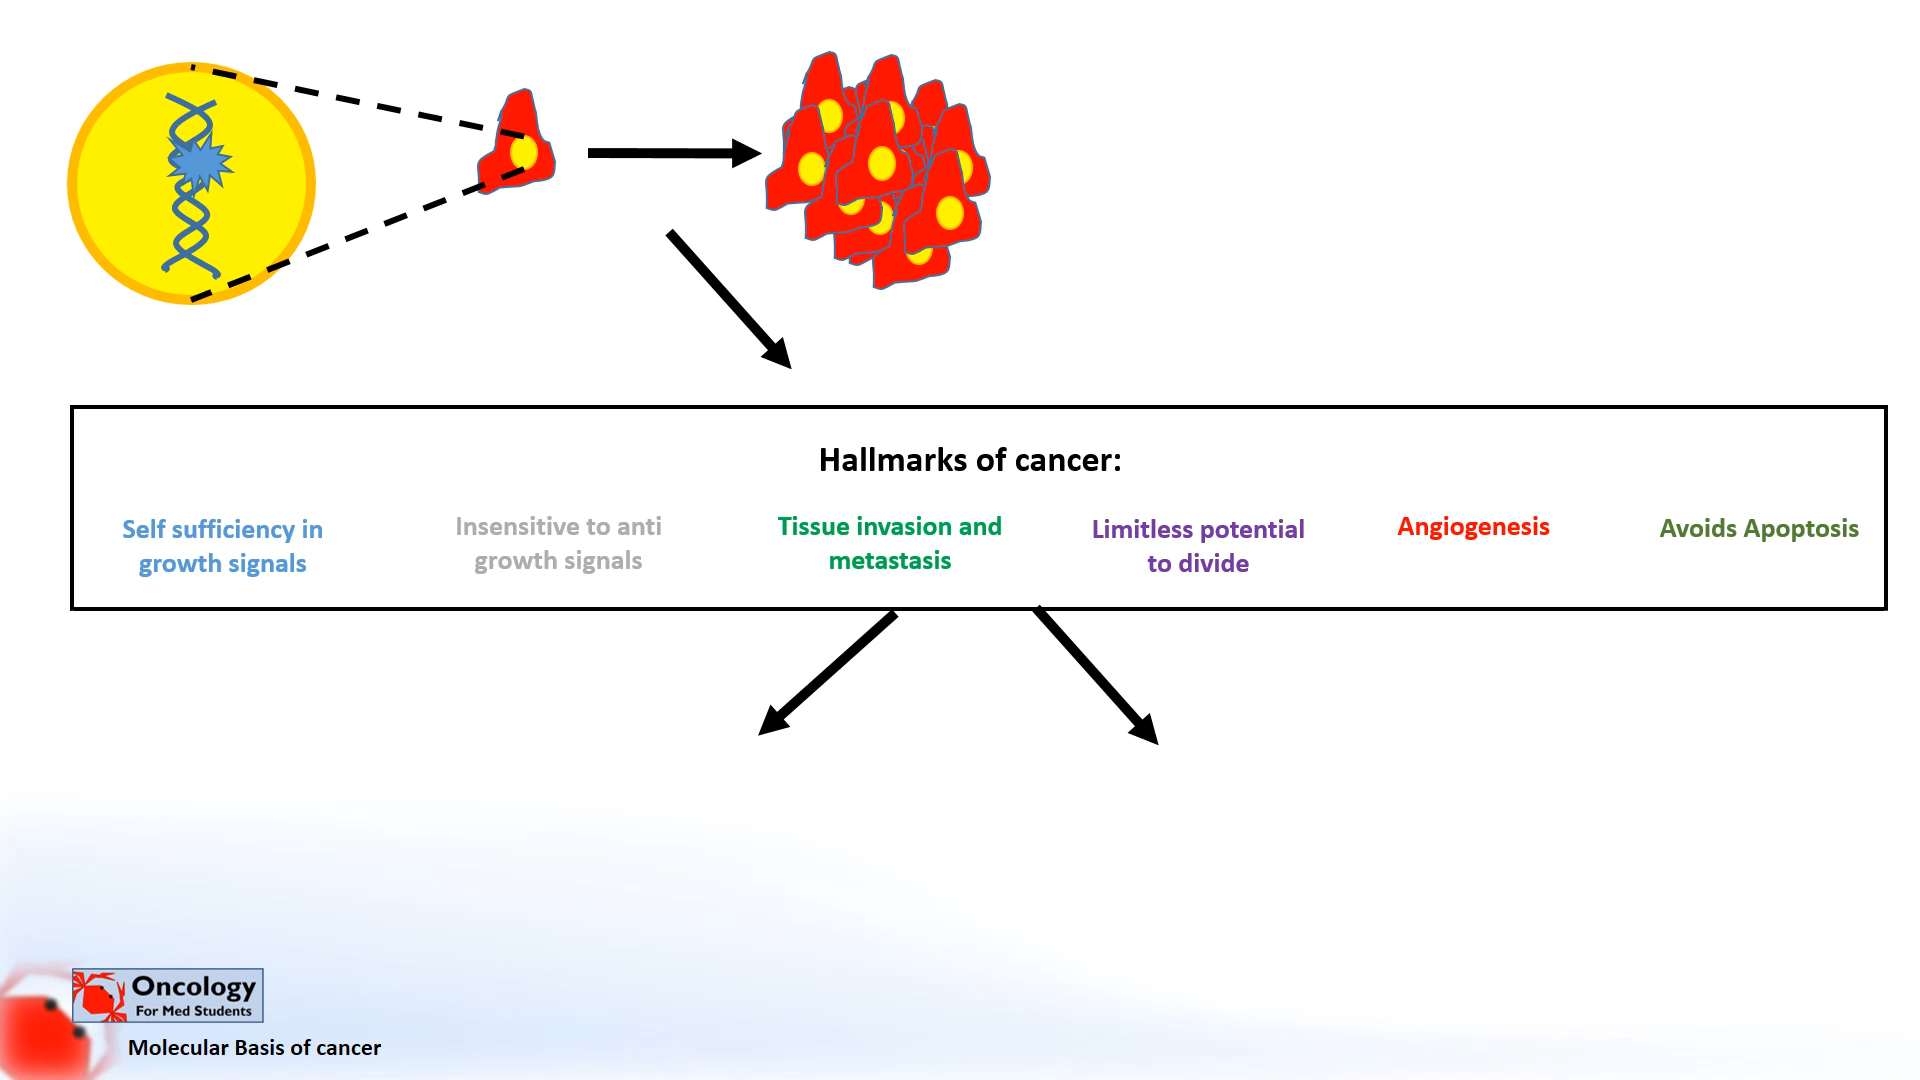 Hallmarks of cancer:
Self sufficiency in
growth signals
Insensitive to anti
growth signals
Tissue invasion and
metastasis
Limitless potential
to divide
Angiogenesis
Avoids Apoptosis
Oncology
For Med Students
Molecular Basis of cancer